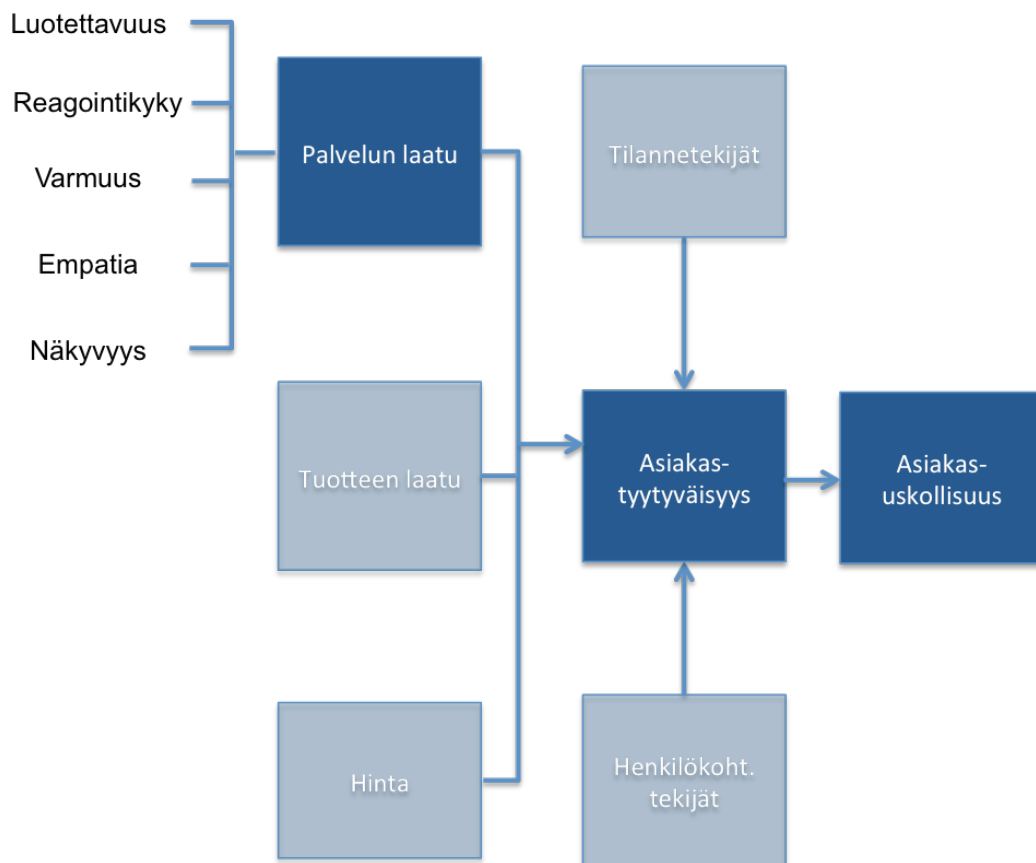 Luotettavuus
Reagointikyky
Varmuus
Empatia
Näkyvyys
Palvelun laatu
Tuotteen laatu
Hinta
Tilannetekijät
Asiakas-
tyytyväisyys
Henkilökoht.
tekijät
Asiakas-
uskollisuus